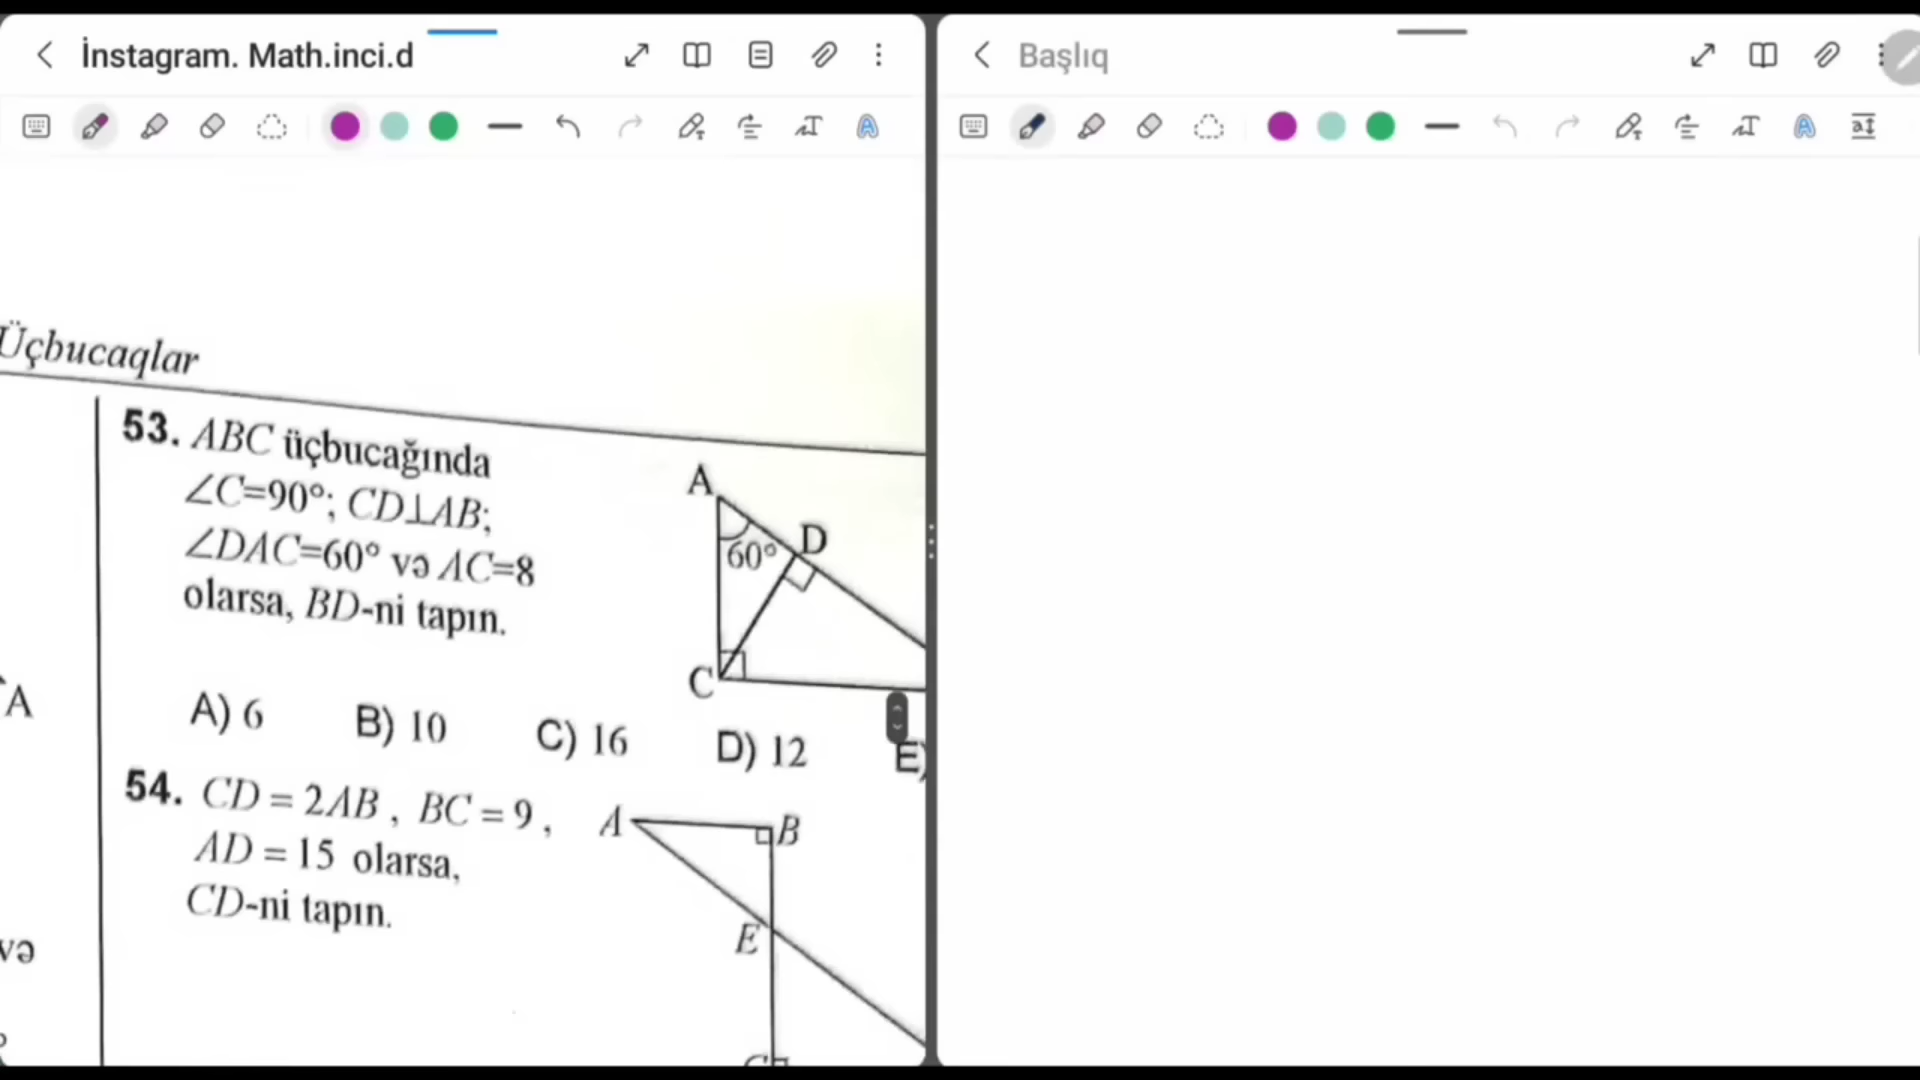 İnstagram. Math.inci.d
Başlıq
Üçbucaqlar
53. ABC üçbucağında
∠C=90°; CD⊥AB;
∠DAC=60° və AC=8
olarsa, BD-ni tapın.
A
D
60°
C
A) 6 B) 10 C) 16 D) 12 E)
A
54. CD = 2AB , BC = 9 ,
AD = 15 olarsa,
CD-ni tapın.
A
B
E
və